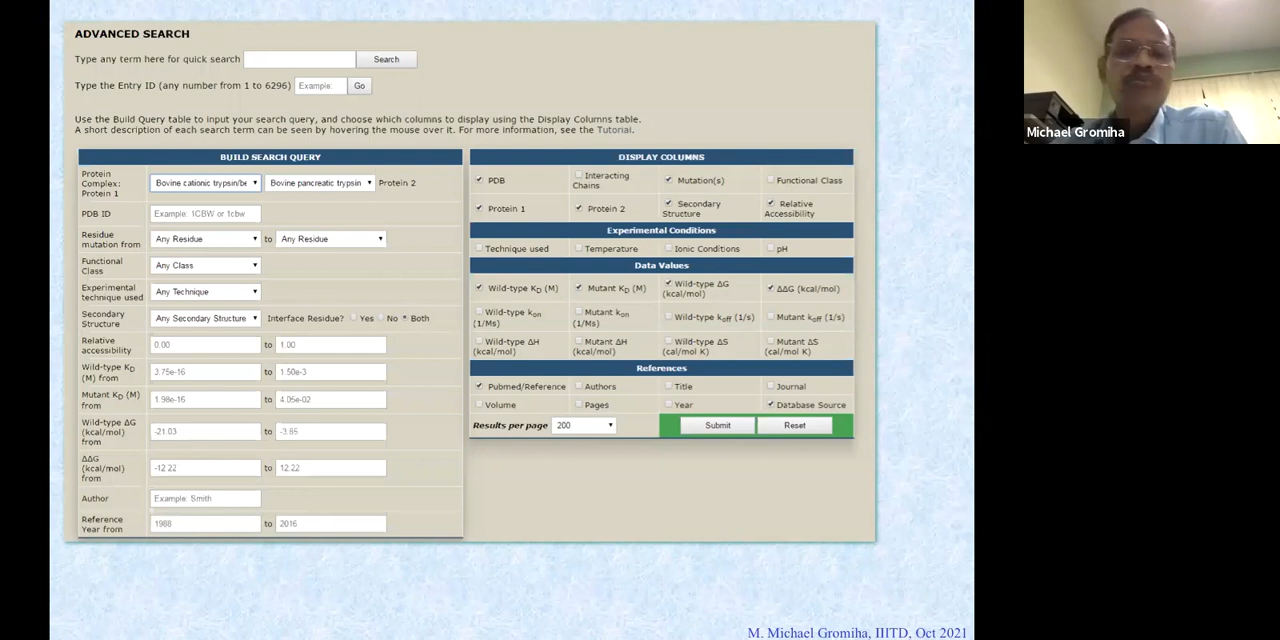 ADVANCED SEARCH
Type any term here for quick search
Search
Type the Entry ID (any number from 1 to 6296)
Example:
Go
Use the Build Query table to input your search query, and choose which columns to display using the Display Columns table.
A short description of each search term can be seen by hovering the mouse over it. For more information, see the Tutorial.
BUILD SEARCH QUERY
Protein
Complex:
Protein 1
Bovine cationic trypsin/be
Bovine pancreatic trypsin
Protein 2
PDB ID
Example: 1CBW or 1cbw
Residue
mutation from
Any Residue
to
Any Residue
Functional
Class
Any Class
Experimental
technique used
Any Technique
Secondary
Structure
Any Secondary Structure
Interface Residue?
Yes
No
Both
Relative
accessibility
0.00
to
1.00
Wild-type KD
(M) from
3.75e-16
to
1.50e-3
Mutant KD (M)
from
1.98e-16
to
4.05e-02
Wild-type ΔG
(kcal/mol)
from
-21.03
to
-3.85
ΔΔG
(kcal/mol)
from
-12.22
to
12.22
Author
Example: Smith
Reference
Year from
1988
to
2016
DISPLAY COLUMNS
PDB
Interacting
Chains
Mutation(s)
Functional Class
Protein 1
Protein 2
Secondary
Structure
Relative
Accessibility
Experimental Conditions
Technique used
Temperature
Ionic Conditions
pH
Data Values
Wild-type KD (M)
Mutant KD (M)
Wild-type ΔG
(kcal/mol)
ΔΔG (kcal/mol)
Wild-type kon
(1/Ms)
Mutant kon
(1/Ms)
Wild-type koff (1/s)
Mutant koff (1/s)
Wild-type ΔH
(kcal/mol)
Mutant ΔH
(kcal/mol)
Wild-type ΔS
(cal/mol K)
Mutant ΔS
(cal/mol K)
References
Pubmed/Reference
Authors
Title
Journal
Volume
Pages
Year
Database Source
Results per page
200
Submit
Reset
Michael Gromiha
M. Michael Gromiha, IIITD, Oct 2021